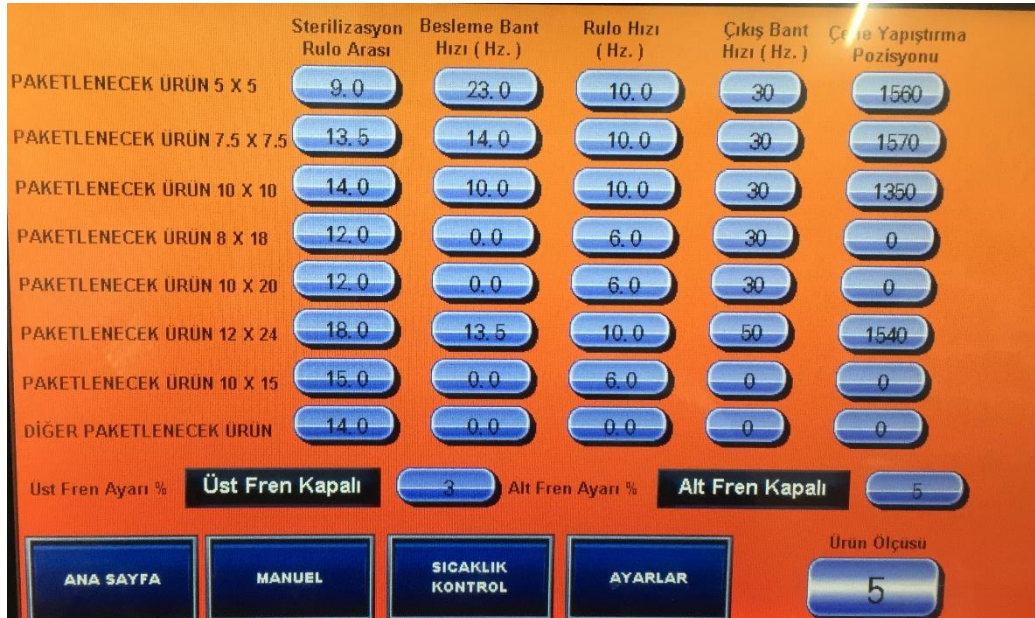 Sterilizasyon Rulo Arası Besleme Bant Hızı ( Hz. ) Rulo Hızı ( Hz. ) Çıkış Bant Hızı ( Hz. ) Çene Yapıştırma Pozisyonu
PAKETLENECEK ÜRÜN 5 X 5 9.0 23.0 10.0 30 1560
PAKETLENECEK ÜRÜN 7.5 X 7.5 13.5 14.0 10.0 30 1570
PAKETLENECEK ÜRÜN 10 X 10 14.0 10.0 10.0 30 1350
PAKETLENECEK ÜRÜN 8 X 18 12.0 0.0 6.0 30 0
PAKETLENECEK ÜRÜN 10 X 20 12.0 0.0 6.0 30 0
PAKETLENECEK ÜRÜN 12 X 24 18.0 13.5 10.0 50 1540
PAKETLENECEK ÜRÜN 10 X 15 15.0 0.0 6.0 0 0
DİĞER PAKETLENECEK ÜRÜN 14.0 0.0 0.0 0 0
Üst Fren Ayarı % Üst Fren Kapalı 3 Alt Fren Ayarı % Alt Fren Kapalı 5
Ürün Ölçüsü
ANA SAYFA MANUEL SICAKLIK KONTROL AYARLAR 5